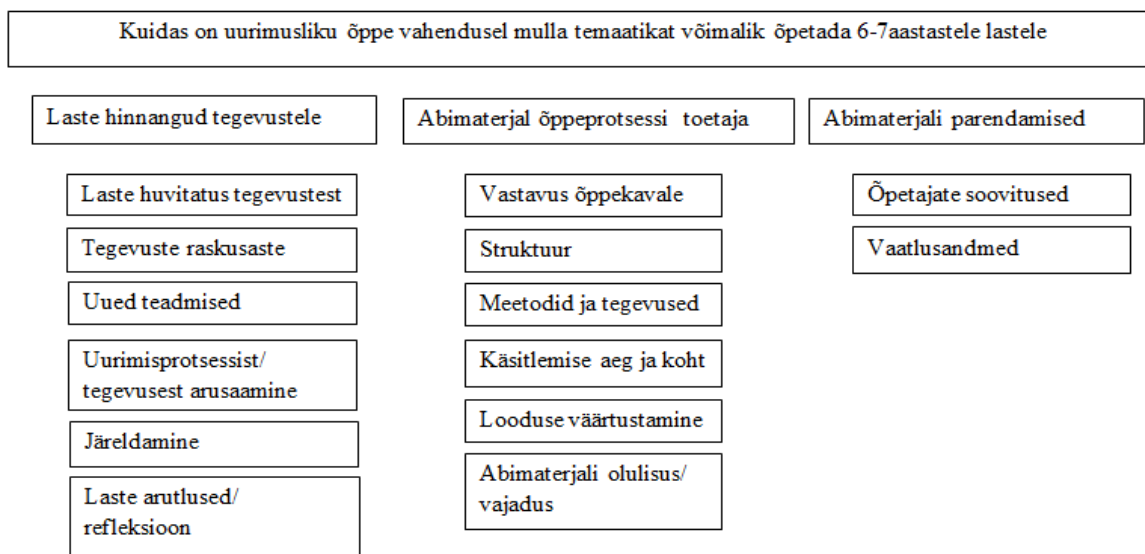 Kuidas on uurimusliku õppe vahendusel mulla temaatikat võimalik õpetada 6-7aastastele lastele
Laste hinnangud tegevustele
Laste huvitatus tegevustest
Tegevuste raskusaste
Uued teadmised
Uurimisprotsessist/
tegevusest arusaamine
Järeldamine
Laste arutlused/
refleksioon
Abimaterjal õppeprotsessi toetaja
Vastavus õppekavale
Struktuur
Meetodid ja tegevused
Käsitlemise aeg ja koht
Looduse väärtustamine
Abimaterjali olulisus/
vajadus
Abimaterjali parendamised
Õpetajate soovitused
Vaatlusandmed